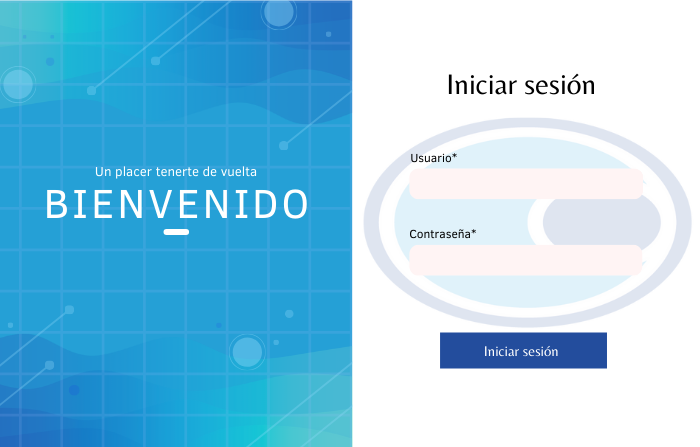 Un placer tenerte de vuelta
BIENVENIDO
Iniciar sesión
Usuario*
Contraseña*
Iniciar sesión